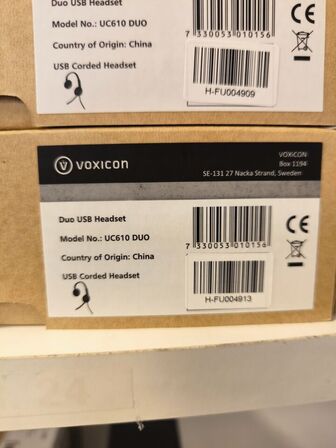 Duo USB Headset
Model No.: UC610 DUO
Country of Origin: China
USB Corded Headset
7 330053 010156
H-FU004909
CE
VOXICON
VOXICON
Box 1194
SE-131 27 Nacka Strand, Sweden
Duo USB Headset
Model No.: UC610 DUO
Country of Origin: China
USB Corded Headset
7 330053 010156
H-FU004913
CE